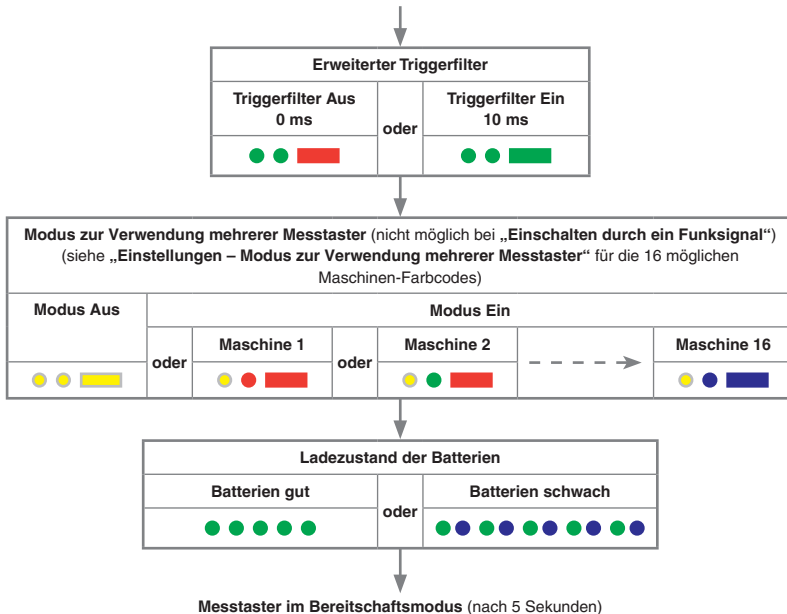 Erweiterter Triggerfilter
Triggerfilter Aus
0 ms
oder
Triggerfilter Ein
10 ms
Modus zur Verwendung mehrerer Messtaster (nicht möglich bei „Einschalten durch ein Funksignal“)
(siehe „Einstellungen – Modus zur Verwendung mehrerer Messtaster“ für die 16 möglichen
Maschinen-Farbcodes)
Modus Aus
Modus Ein
oder
Maschine 1
oder
Maschine 2
Maschine 16
Ladezustand der Batterien
Batterien gut
oder
Batterien schwach
Messtaster im Bereitschaftsmodus (nach 5 Sekunden)